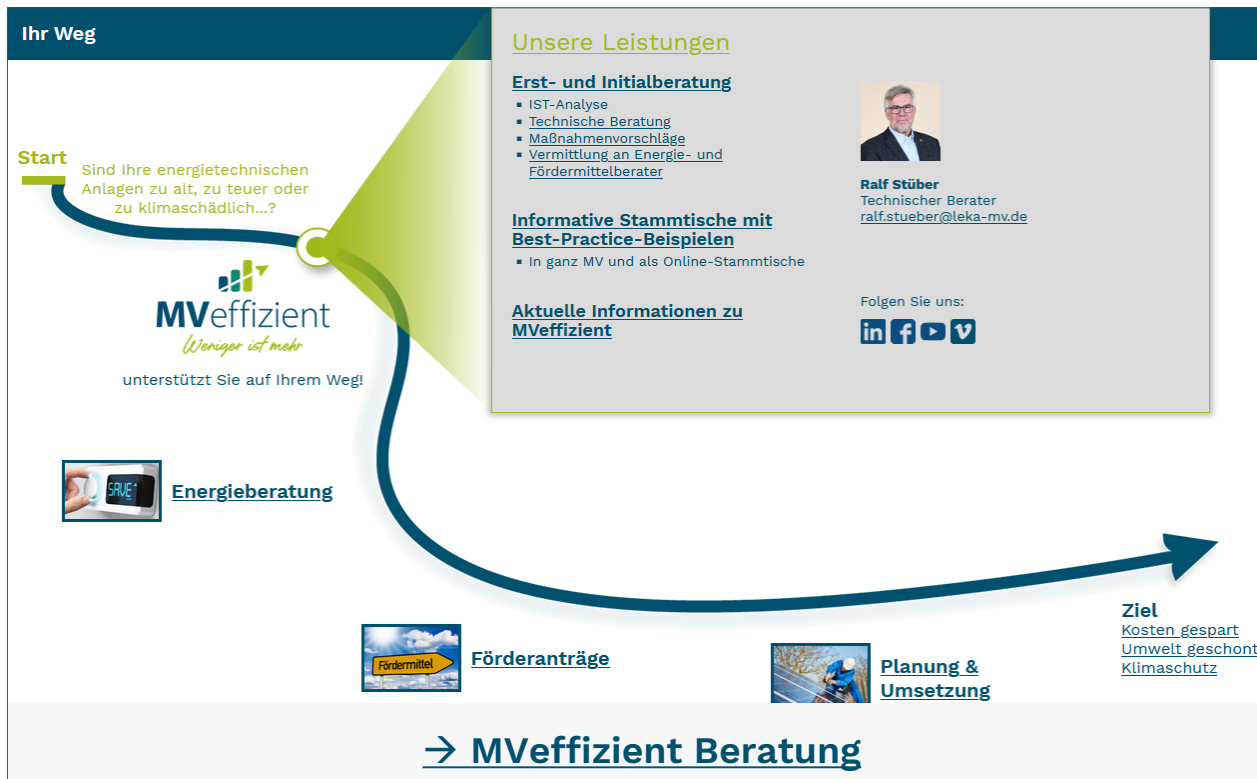 Ihr Weg
Unsere Leistungen
Erst- und Initialberatung
▪ IST-Analyse
▪ Technische Beratung
▪ Maßnahmenvorschläge
▪ Vermittlung an Energie- und
Fördermittelberater
Informative Stammtische mit
Best-Practice-Beispielen
▪ In ganz MV und als Online-Stammtische
Aktuelle Informationen zu
MVeffizient
Ralf Stüber
Technischer Berater
ralf.stueber@leka-mv.de
Folgen Sie uns:
Start
Sind Ihre energietechnischen
Anlagen zu alt, zu teuer oder
zu klimaschädlich...?
MVeffizient
Weniger ist mehr
unterstützt Sie auf Ihrem Weg!
SAVE
Energieberatung
Fördermittel
Förderanträge
Planung &
Umsetzung
Ziel
Kosten gespart
Umwelt geschont
Klimaschutz
→ MVeffizient Beratung